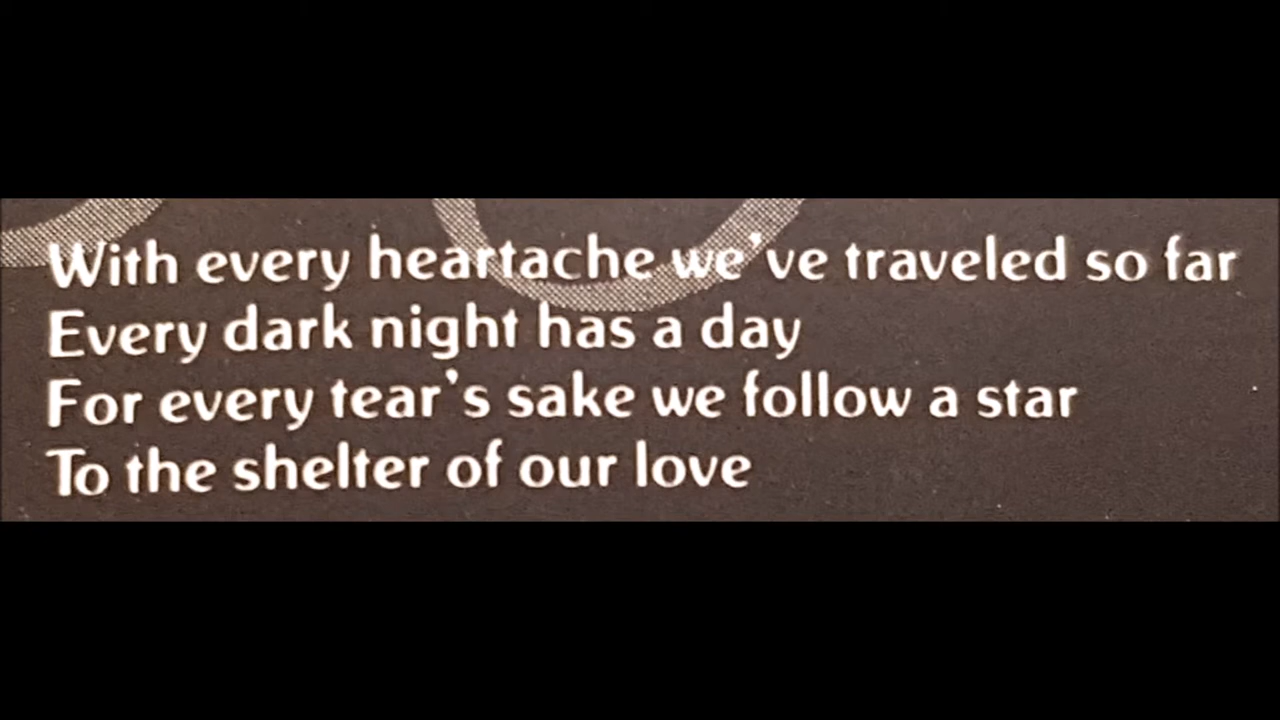 With every heartache we've traveled so far
Every dark night has a day
For every tear's sake we follow a star
To the shelter of our love